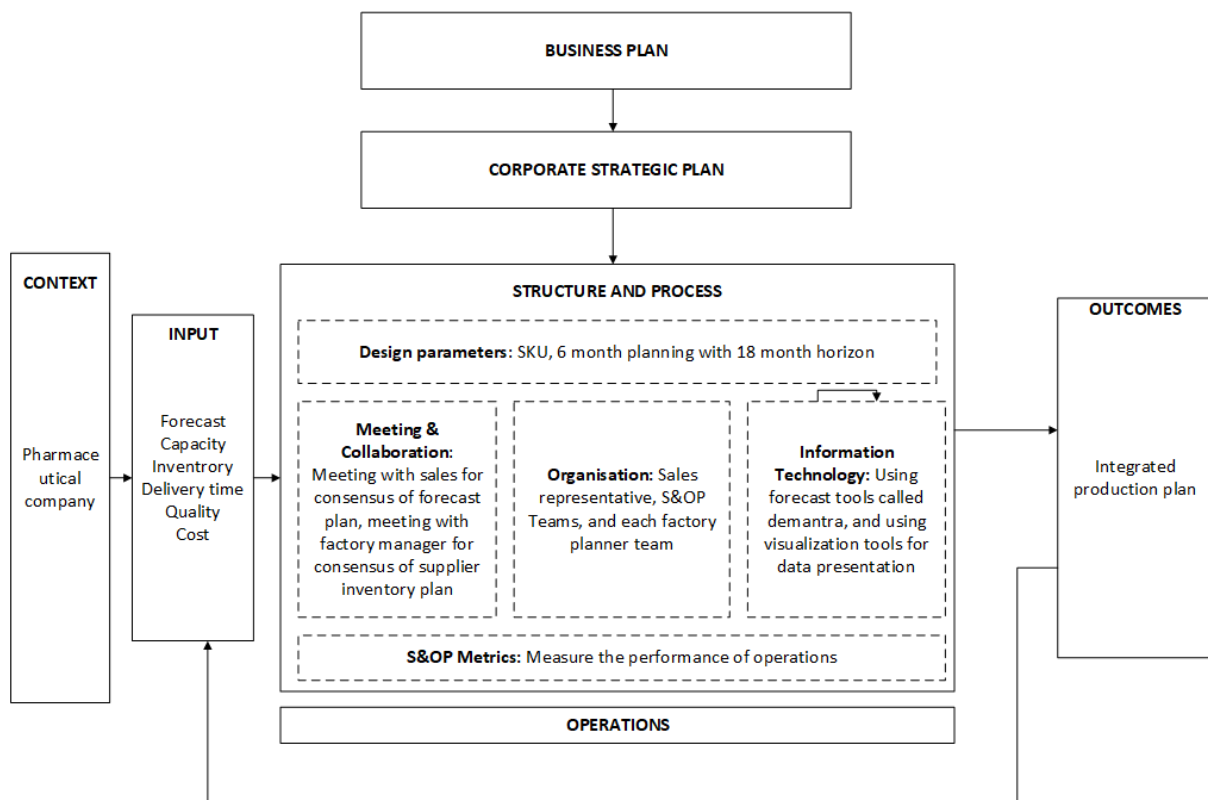 BUSINESS PLAN
CORPORATE STRATEGIC PLAN
CONTEXT
Pharmace
utical
company
INPUT
Forecast
Capacity
Inventrory
Delivery time
Quality
Cost
STRUCTURE AND PROCESS
Design parameters: SKU, 6 month planning with 18 month horizon
Meeting &
Collaboration:
Meeting with sales for
consensus of forecast
plan, meeting with
factory manager for
consensus of supplier
inventory plan
Organisation: Sales
representative, S&OP
Teams, and each factory
planner team
Information
Technology: Using
forecast tools called
demantra, and using
visualization tools for
data presentation
S&OP Metrics: Measure the performance of operations
OPERATIONS
OUTCOMES
Integrated
production plan